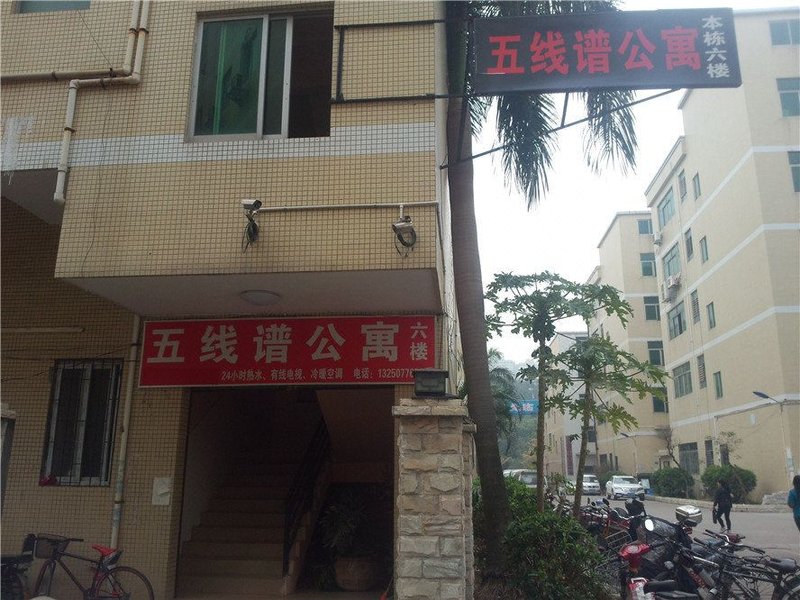 五线谱公寓 本栋六楼
五线谱公寓 六楼
24小时热水、有线电视、冷暖空调 电话：1325077